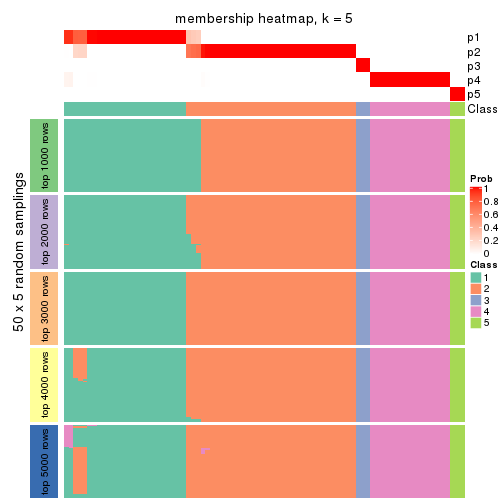 membership heatmap, k = 5
p1
p2
p3
p4
p5
Class
50 x 5 random samplings
top 1000 rows
top 2000 rows
top 3000 rows
top 4000 rows
top 5000 rows
Prob
1
0.8
0.6
0.4
0.2
0
Class
1
2
3
4
5